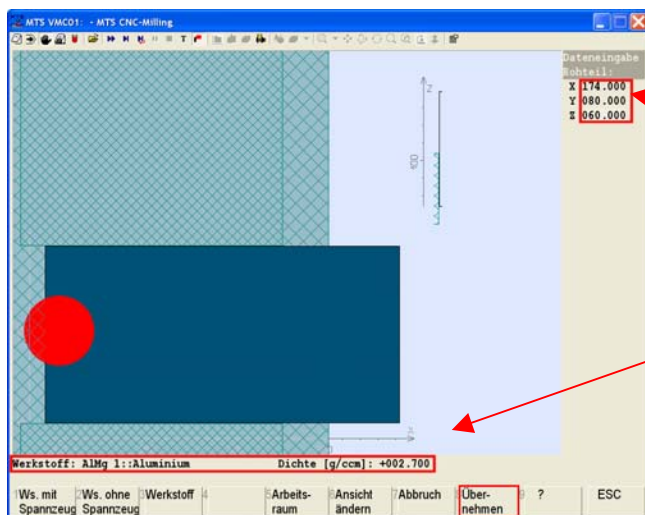 MTS VMC01: - MTS CNC-Milling
Dateneingabe
Rohteil:
X 174.000
Y 080.000
Z 060.000
Z
100
Werkstoff: AlMg 1::Aluminium Dichte [g/ccm]: +002.700
1 Ws. mit Spannzeug
2 Ws. ohne Spannzeug
3 Werkstoff
4
5 Arbeits-raum
6 Ansicht ändern
7 Abbruch
Über-nehmen
9 ?
ESC